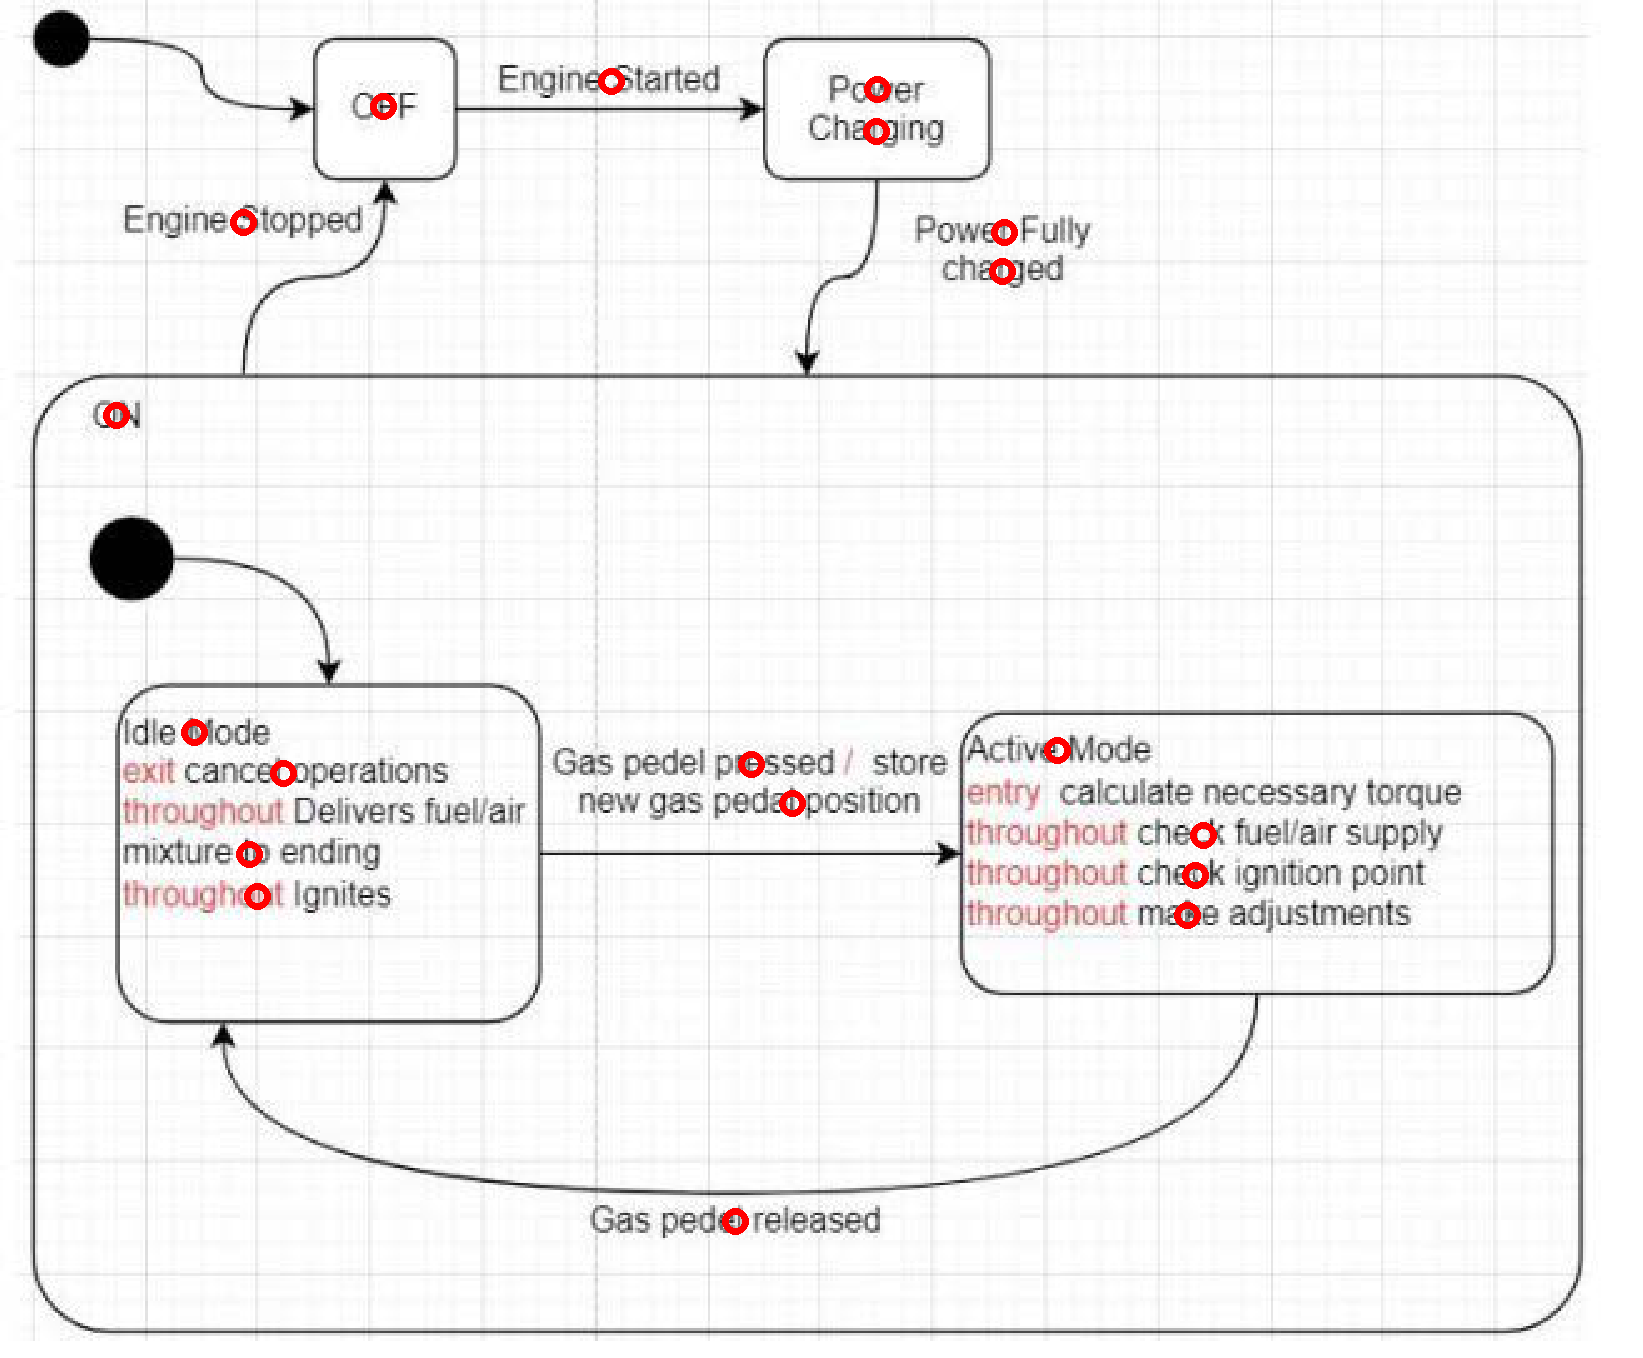 OFF
Engine Started
Power
Charging
Engine Stopped
Power Fully
charged
ON
Idle Mode
exit cancel operations
throughout Delivers fuel/air
mixture to ending
throughout Ignites
Gas pedel pressed / store
new gas pedal position
Active Mode
entry calculate necessary torque
throughout check fuel/air supply
throughout check ignition point
throughout make adjustments
Gas pedel released